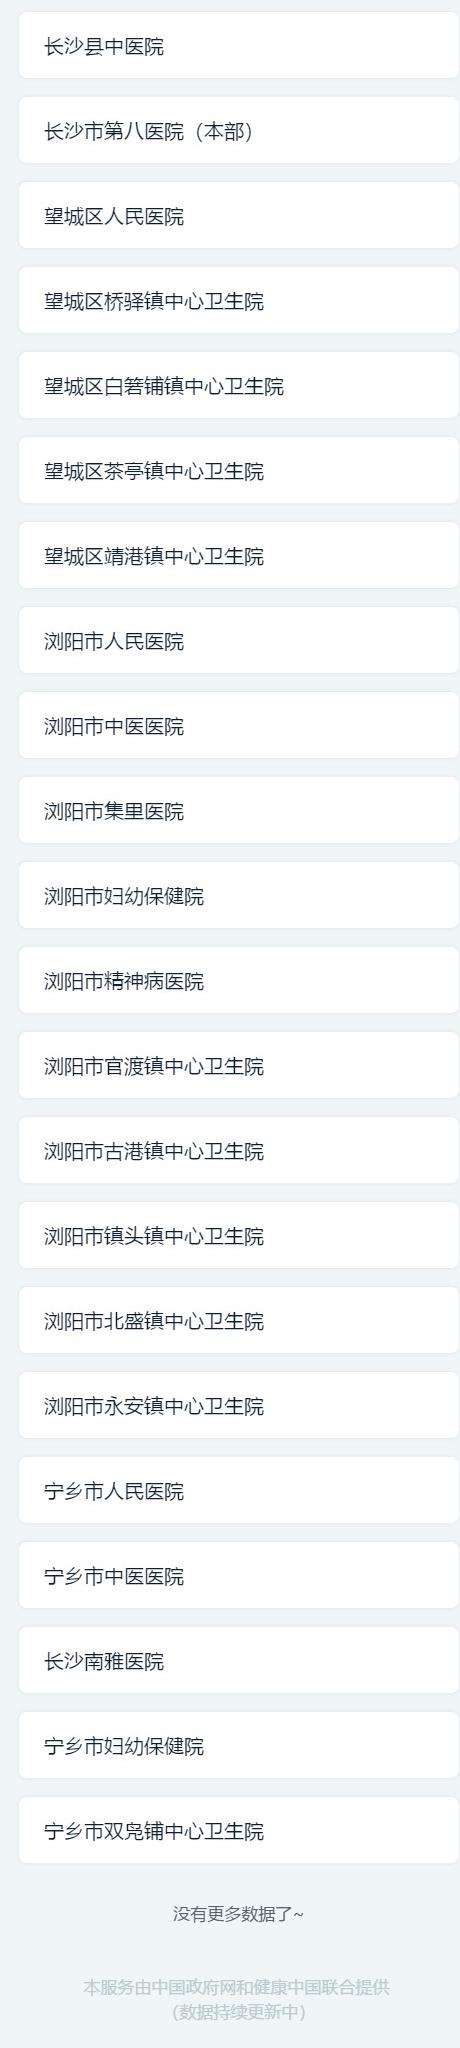 长沙县中医院
长沙市第八医院（本部）
望城区人民医院
望城区桥驿镇中心卫生院
望城区白箬铺镇中心卫生院
望城区茶亭镇中心卫生院
望城区靖港镇中心卫生院
浏阳市人民医院
浏阳市中医医院
浏阳市集里医院
浏阳市妇幼保健院
浏阳市精神病医院
浏阳市官渡镇中心卫生院
浏阳市古港镇中心卫生院
浏阳市镇头镇中心卫生院
浏阳市北盛镇中心卫生院
浏阳市永安镇中心卫生院
宁乡市人民医院
宁乡市中医医院
长沙南雅医院
宁乡市妇幼保健院
宁乡市双凫铺中心卫生院
没有更多数据了~
本服务由中国政府网和健康中国联合提供
（数据持续更新中）